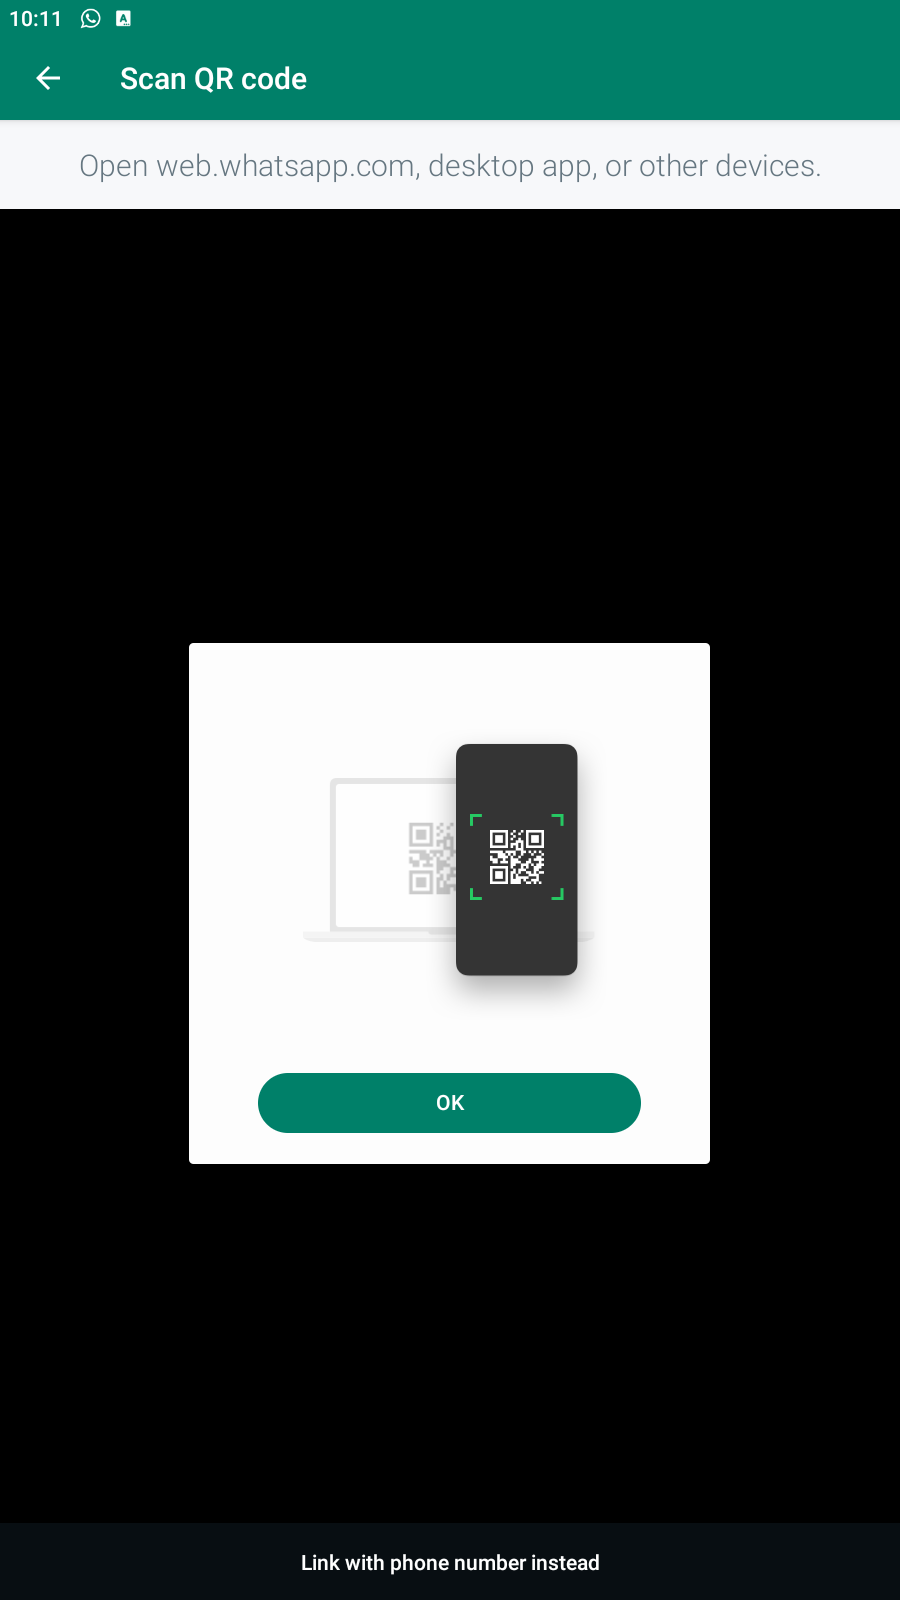 10:11
Scan QR code
Open web.whatsapp.com, desktop app, or other devices.
OK
Link with phone number instead